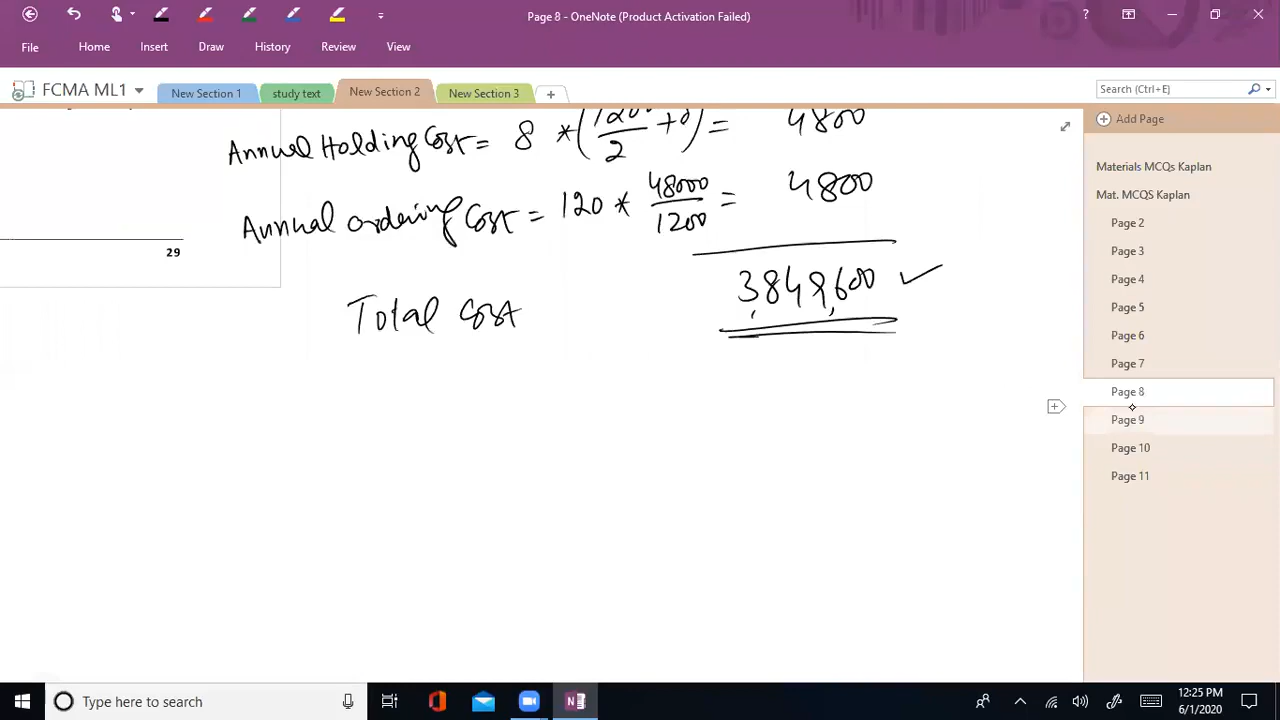 Page 8 - OneNote (Product Activation Failed)
?
File Home Insert Draw History Review View
FCMA ML1 New Section 1 study text New Section 2 New Section 3 +
Search (Ctrl+E)
Add Page
Materials MCQs Kaplan
Mat. MCQS Kaplan
Page 2
Page 3
Page 4
Page 5
Page 6
Page 7
Page 8
Page 9
Page 10
Page 11
Annual Holding Cost = 8 * (1200/2 + 0) = 4800
Annual ordering Cost = 120 * 48000/1200 = 4800
29
Total Cost 3,849,600 ✓
Type here to search
12:25 PM
6/1/2020